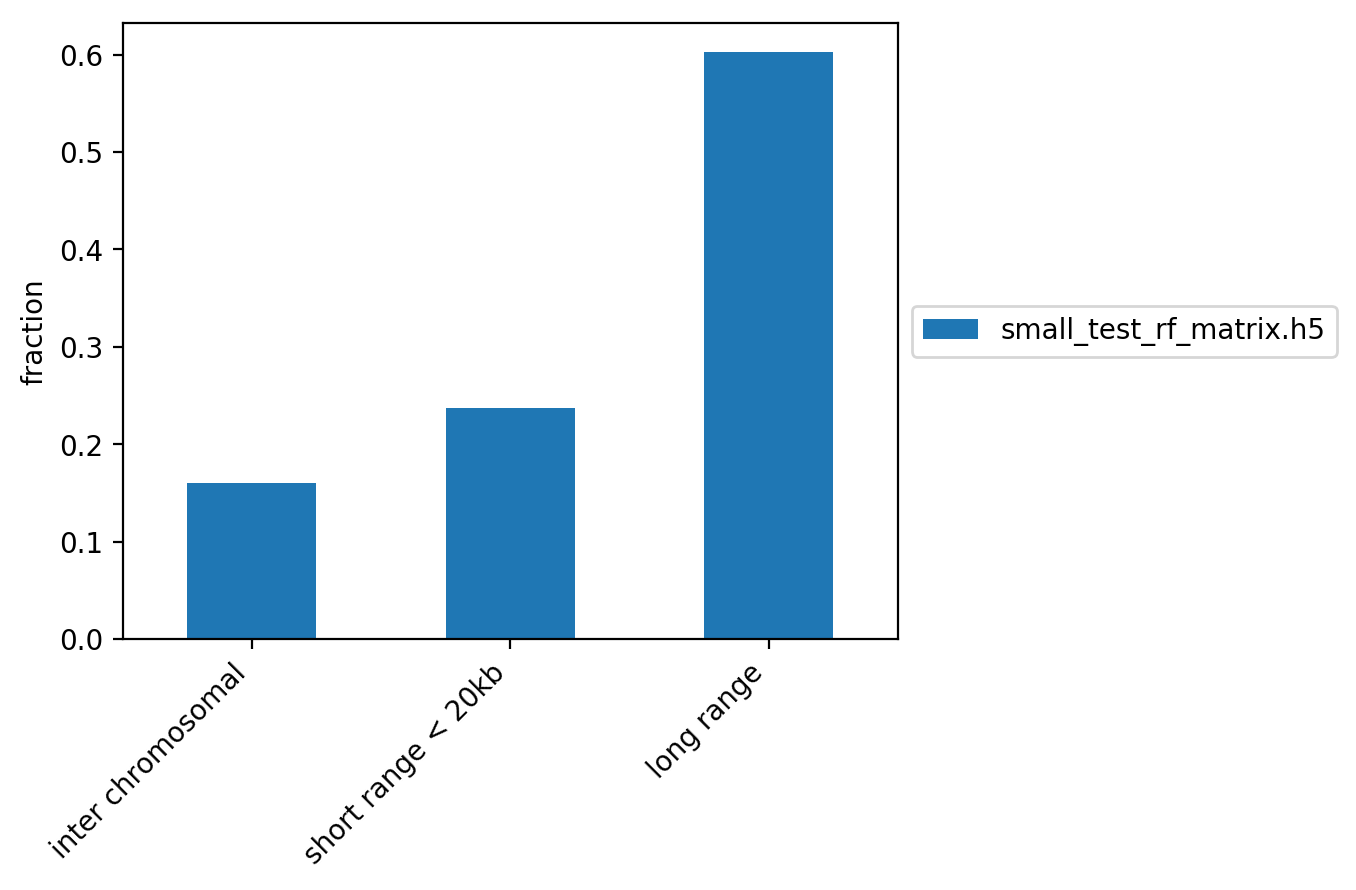 0.6
0.5
0.4
0.3
0.2
0.1
0.0
fraction
inter chromosomal
short range < 20kb
long range
small_test_rf_matrix.h5